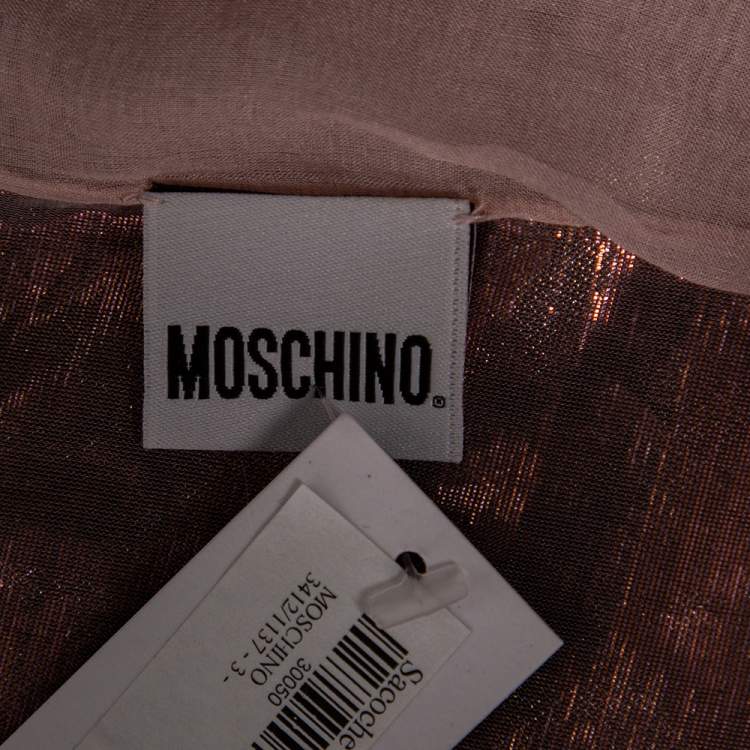 MOSCHINO®
Sacoche
30050
3412/1137 - 3 -
MOSCHINO